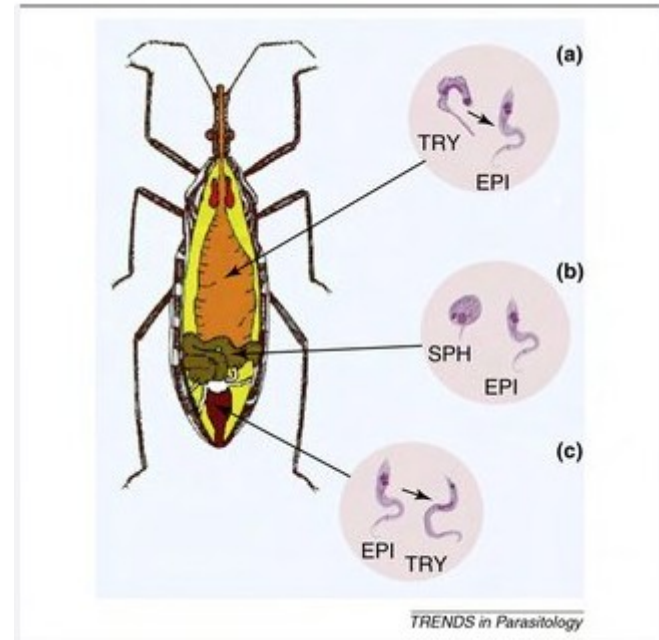 (a)
TRY
EPI
(b)
SPH
EPI
(c)
EPI
TRY
TRENDS in Parasitology